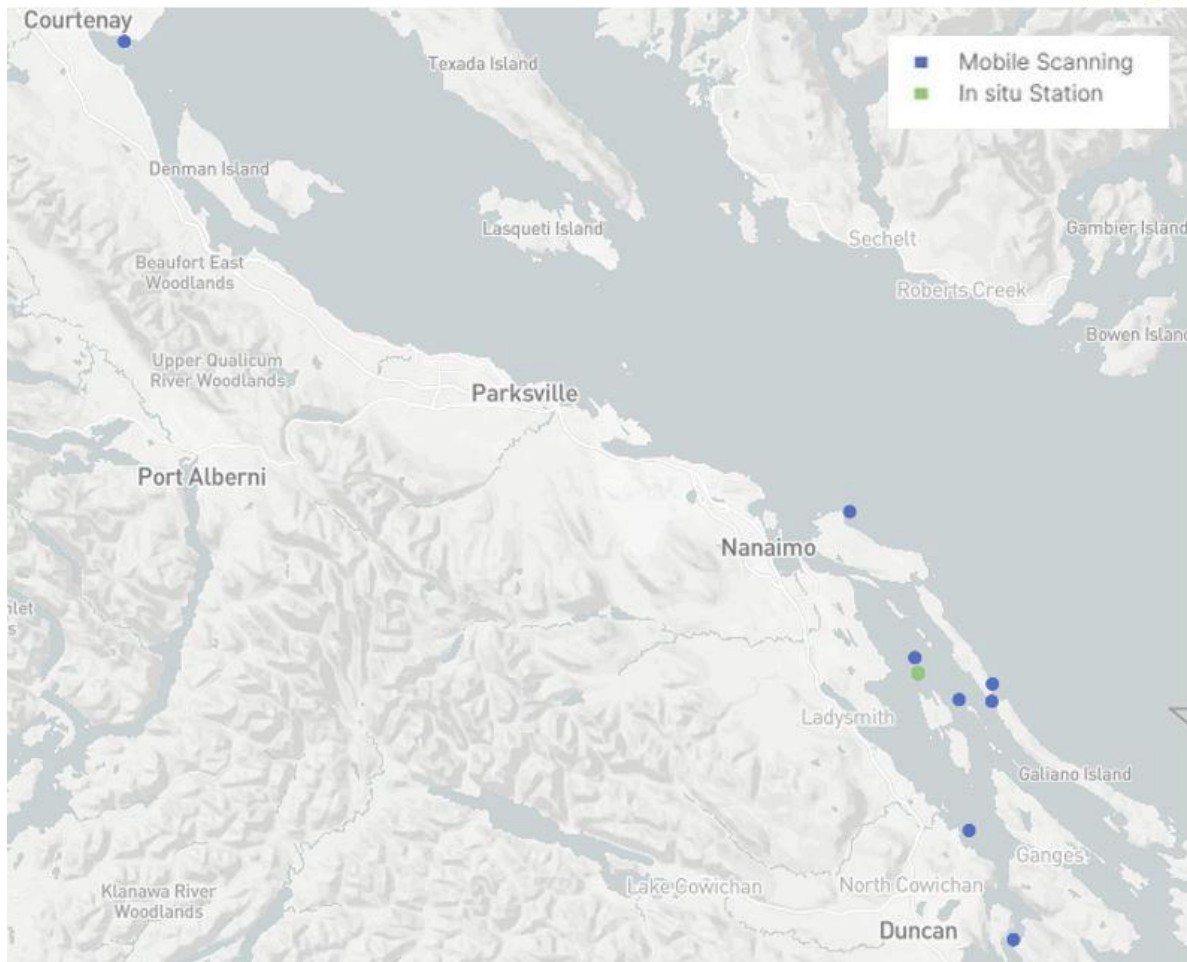 Courtenay
Texada Island
Mobile Scanning
In situ Station
Denman Island
Lasqueti Island
Gambier Island
Sechelt
Beaufort East
Woodlands
Roberts Creek
Bowen Island
Upper Qualicum
River Woodlands
Parksville
Port Alberni
Nanaimo
Ladysmith
Galiano Island
Ganges
Klanawa River
Woodlands
Lake Cowichan
North Cowichan
Duncan